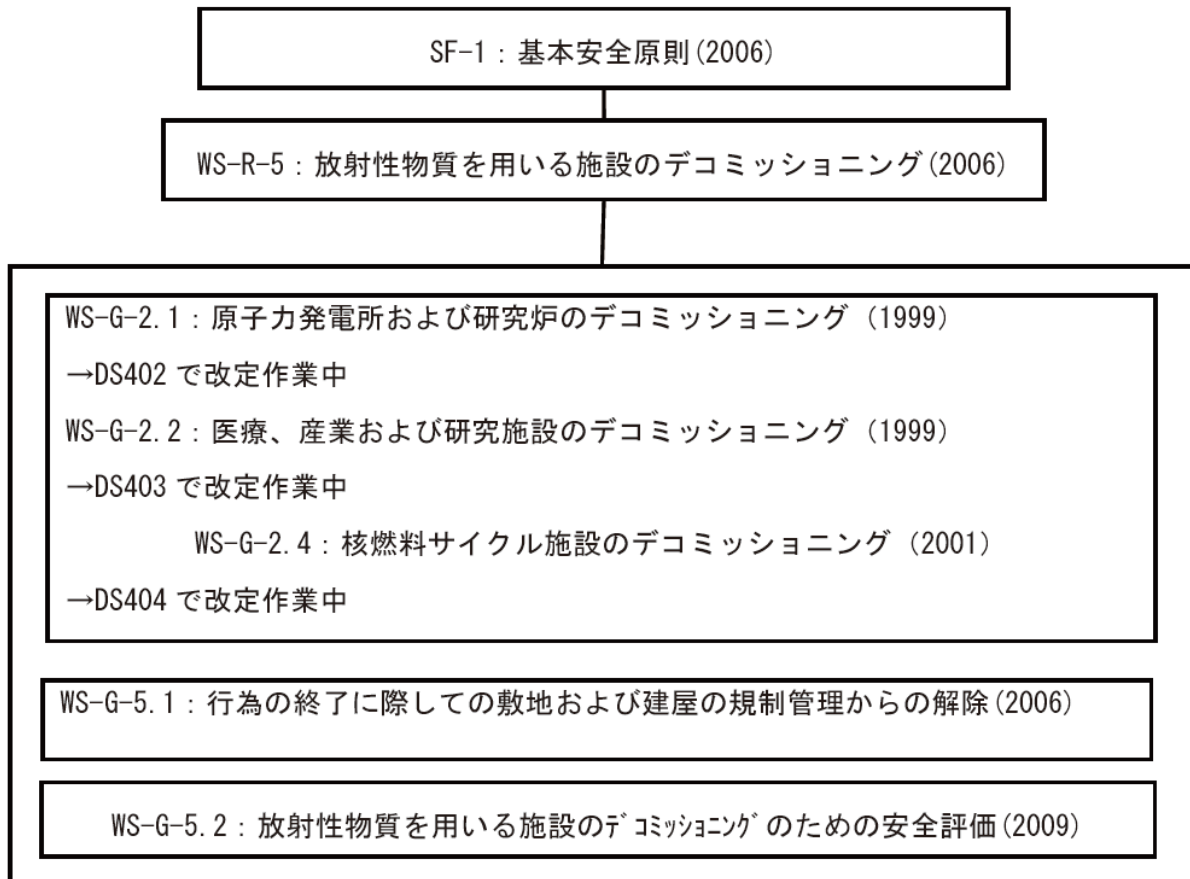 SF-1：基本安全原則(2006)
WS-R-5：放射性物質を用いる施設のデコミッショニング(2006)
WS-G-2.1：原子力発電所および研究炉のデコミッショニング（1999）
→DS402 で改定作業中
WS-G-2.2：医療、産業および研究施設のデコミッショニング（1999）
→DS403 で改定作業中
WS-G-2.4：核燃料サイクル施設のデコミッショニング（2001）
→DS404 で改定作業中
WS-G-5.1：行為の終了に際しての敷地および建屋の規制管理からの解除(2006)
WS-G-5.2：放射性物質を用いる施設のﾃﾞｺﾐｯｼｮﾆﾝｸﾞのための安全評価(2009)